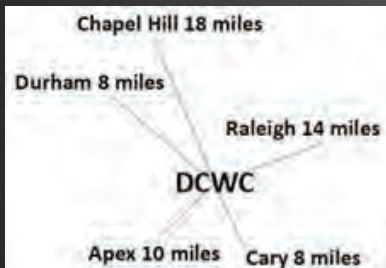 Chapel Hill 18 miles
Durham 8 miles
Raleigh 14 miles
DCWC
Apex 10 miles
Cary 8 miles